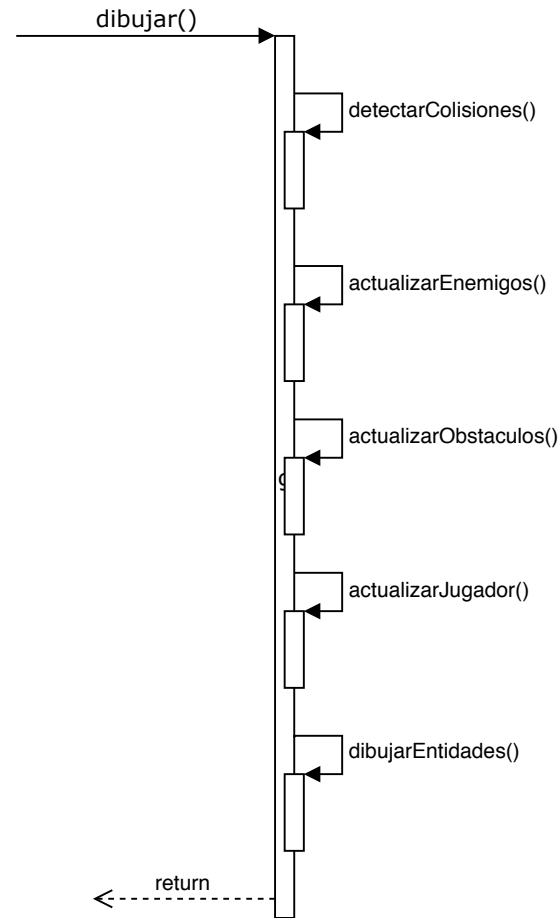 dibujar()
detectarColisiones()
actualizarEnemigos()
actualizarObstaculos()
actualizarJugador()
dibujarEntidades()
return